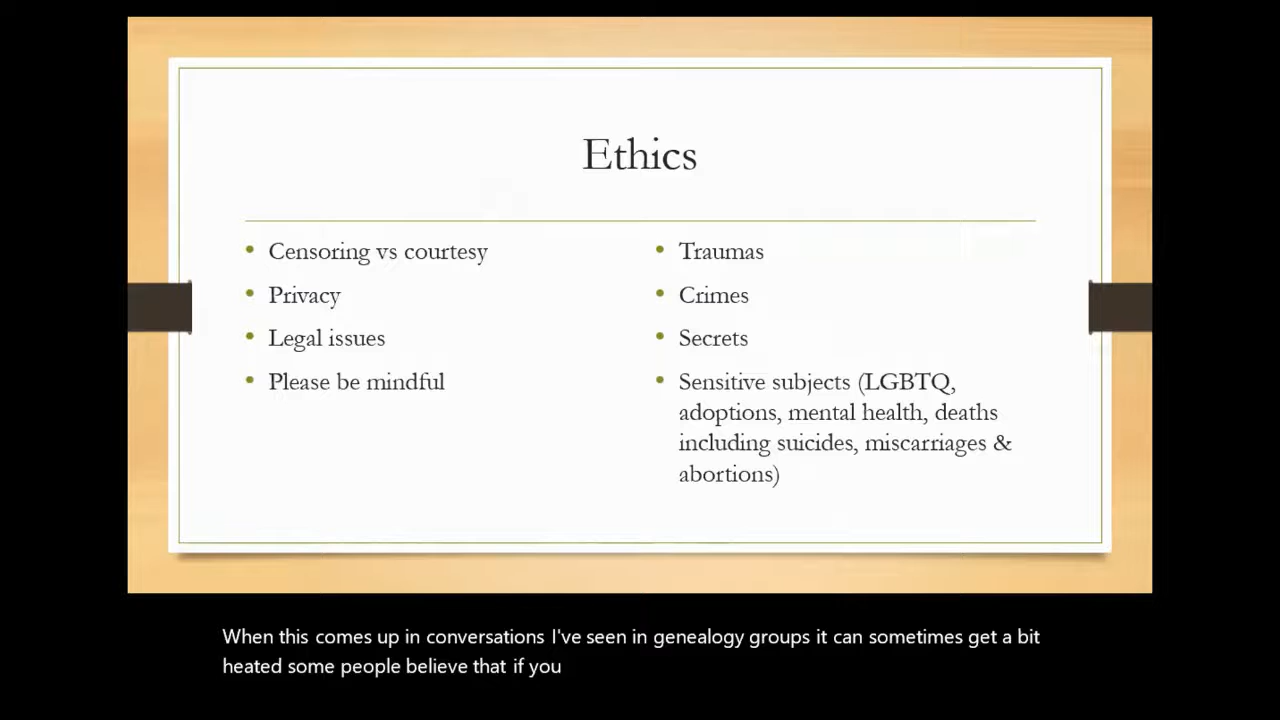 Ethics
• Censoring vs courtesy
• Privacy
• Legal issues
• Please be mindful
• Traumas
• Crimes
• Secrets
• Sensitive subjects (LGBTQ,
adoptions, mental health, deaths
including suicides, miscarriages &
abortions)
When this comes up in conversations I've seen in genealogy groups it can sometimes get a bit
heated some people believe that if you